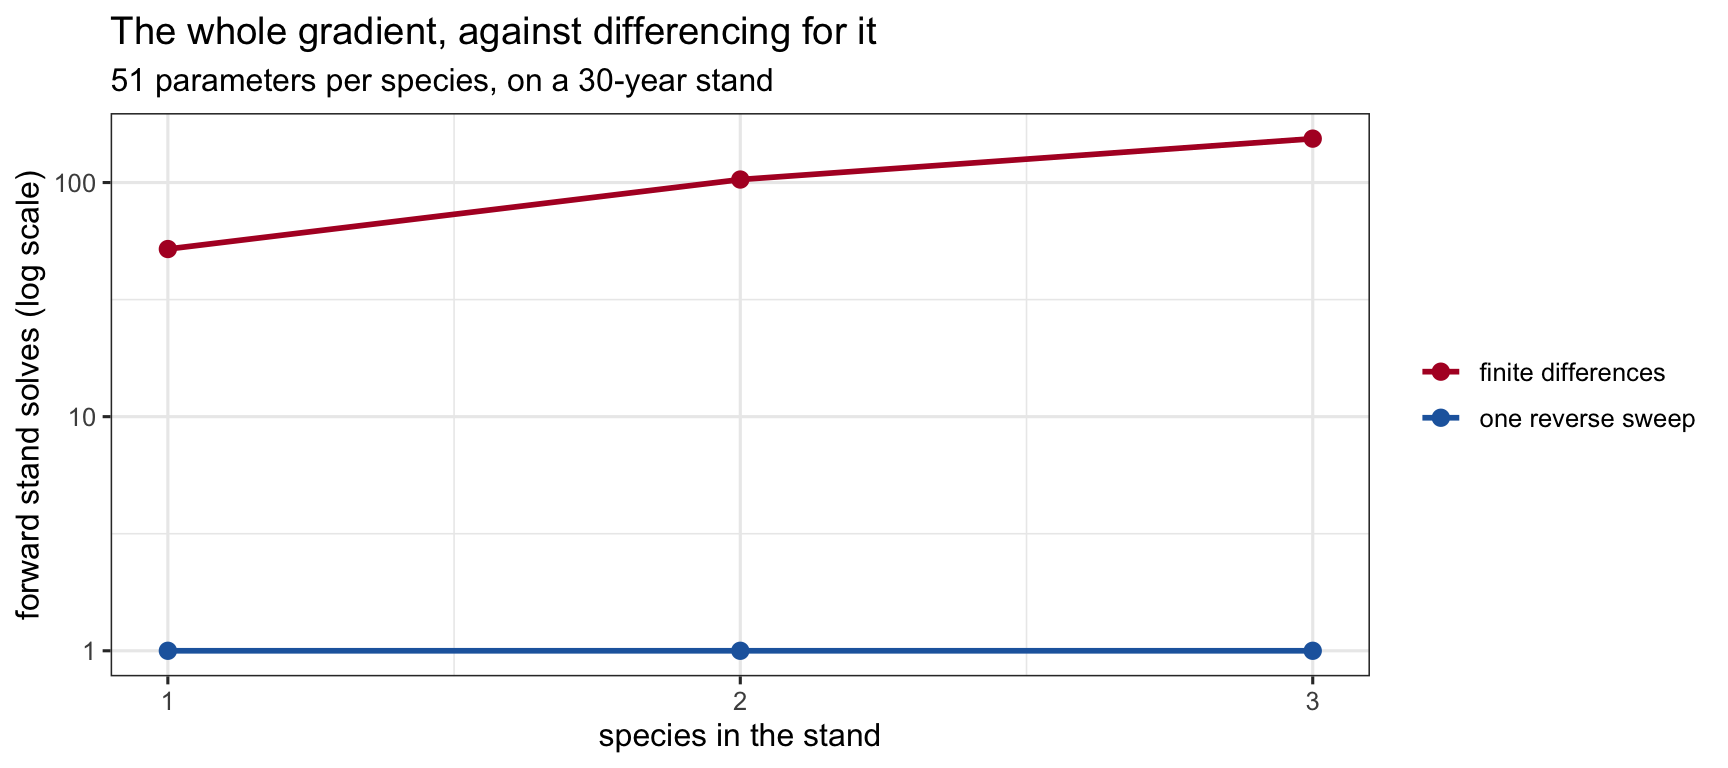 The whole gradient, against differencing for it
51 parameters per species, on a 30-year stand
forward stand solves (log scale)
100
10
1
1
2
3
species in the stand
finite differences
one reverse sweep